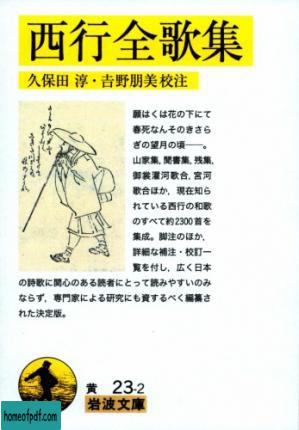 西行全歌集
久保田 淳・𠮷野朋美 校注
願はくは花の下にて
春死なんそのきさら
ぎの望月の頃──。
山家集、聞書集、残集、
御裳濯河歌合、宮河
歌合ほか、現在知ら
れている西行の和歌
のすべて約2300首を
集成。脚注のほか、
詳細な補注・校訂一
覧を付し、広く日本
の詩歌に関心のある読者にとって読みやすいのみ
ならず、専門家による研究にも資するべく編纂さ
れた決定版。
黄 23-2
岩波文庫
homeofpdf.com
homeofpdf.com